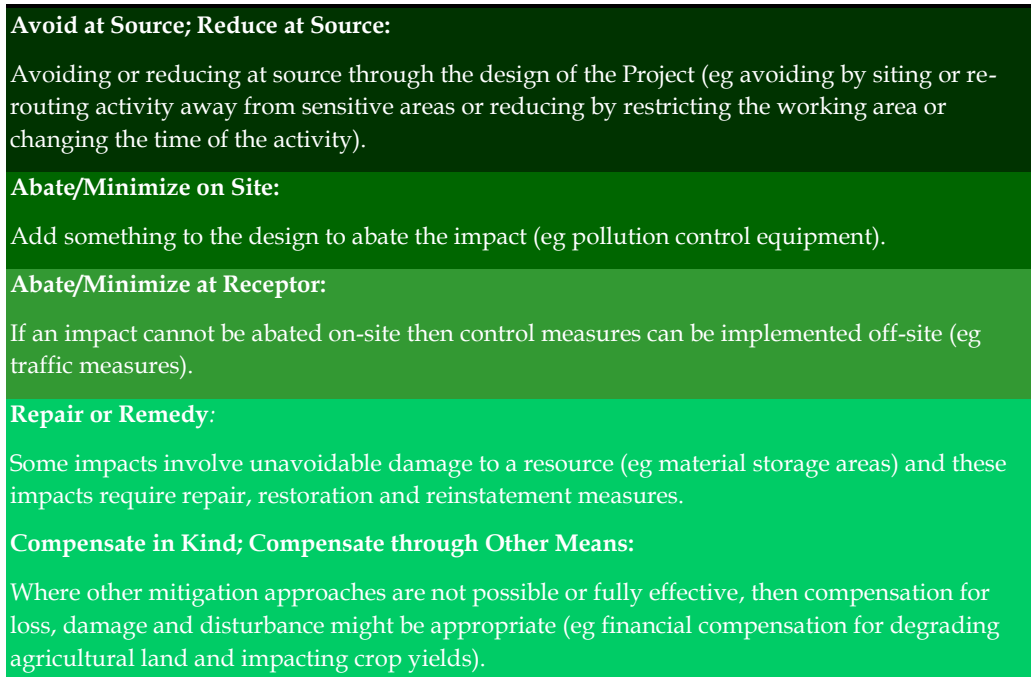 Avoid at Source; Reduce at Source:
Avoiding or reducing at source through the design of the Project (eg avoiding by siting or re-
routing activity away from sensitive areas or reducing by restricting the working area or
changing the time of the activity).
Abate/Minimize on Site:
Add something to the design to abate the impact (eg pollution control equipment).
Abate/Minimize at Receptor:
If an impact cannot be abated on-site then control measures can be implemented off-site (eg
traffic measures).
Repair or Remedy:
Some impacts involve unavoidable damage to a resource (eg material storage areas) and these
impacts require repair, restoration and reinstatement measures.
Compensate in Kind; Compensate through Other Means:
Where other mitigation approaches are not possible or fully effective, then compensation for
loss, damage and disturbance might be appropriate (eg financial compensation for degrading
agricultural land and impacting crop yields).